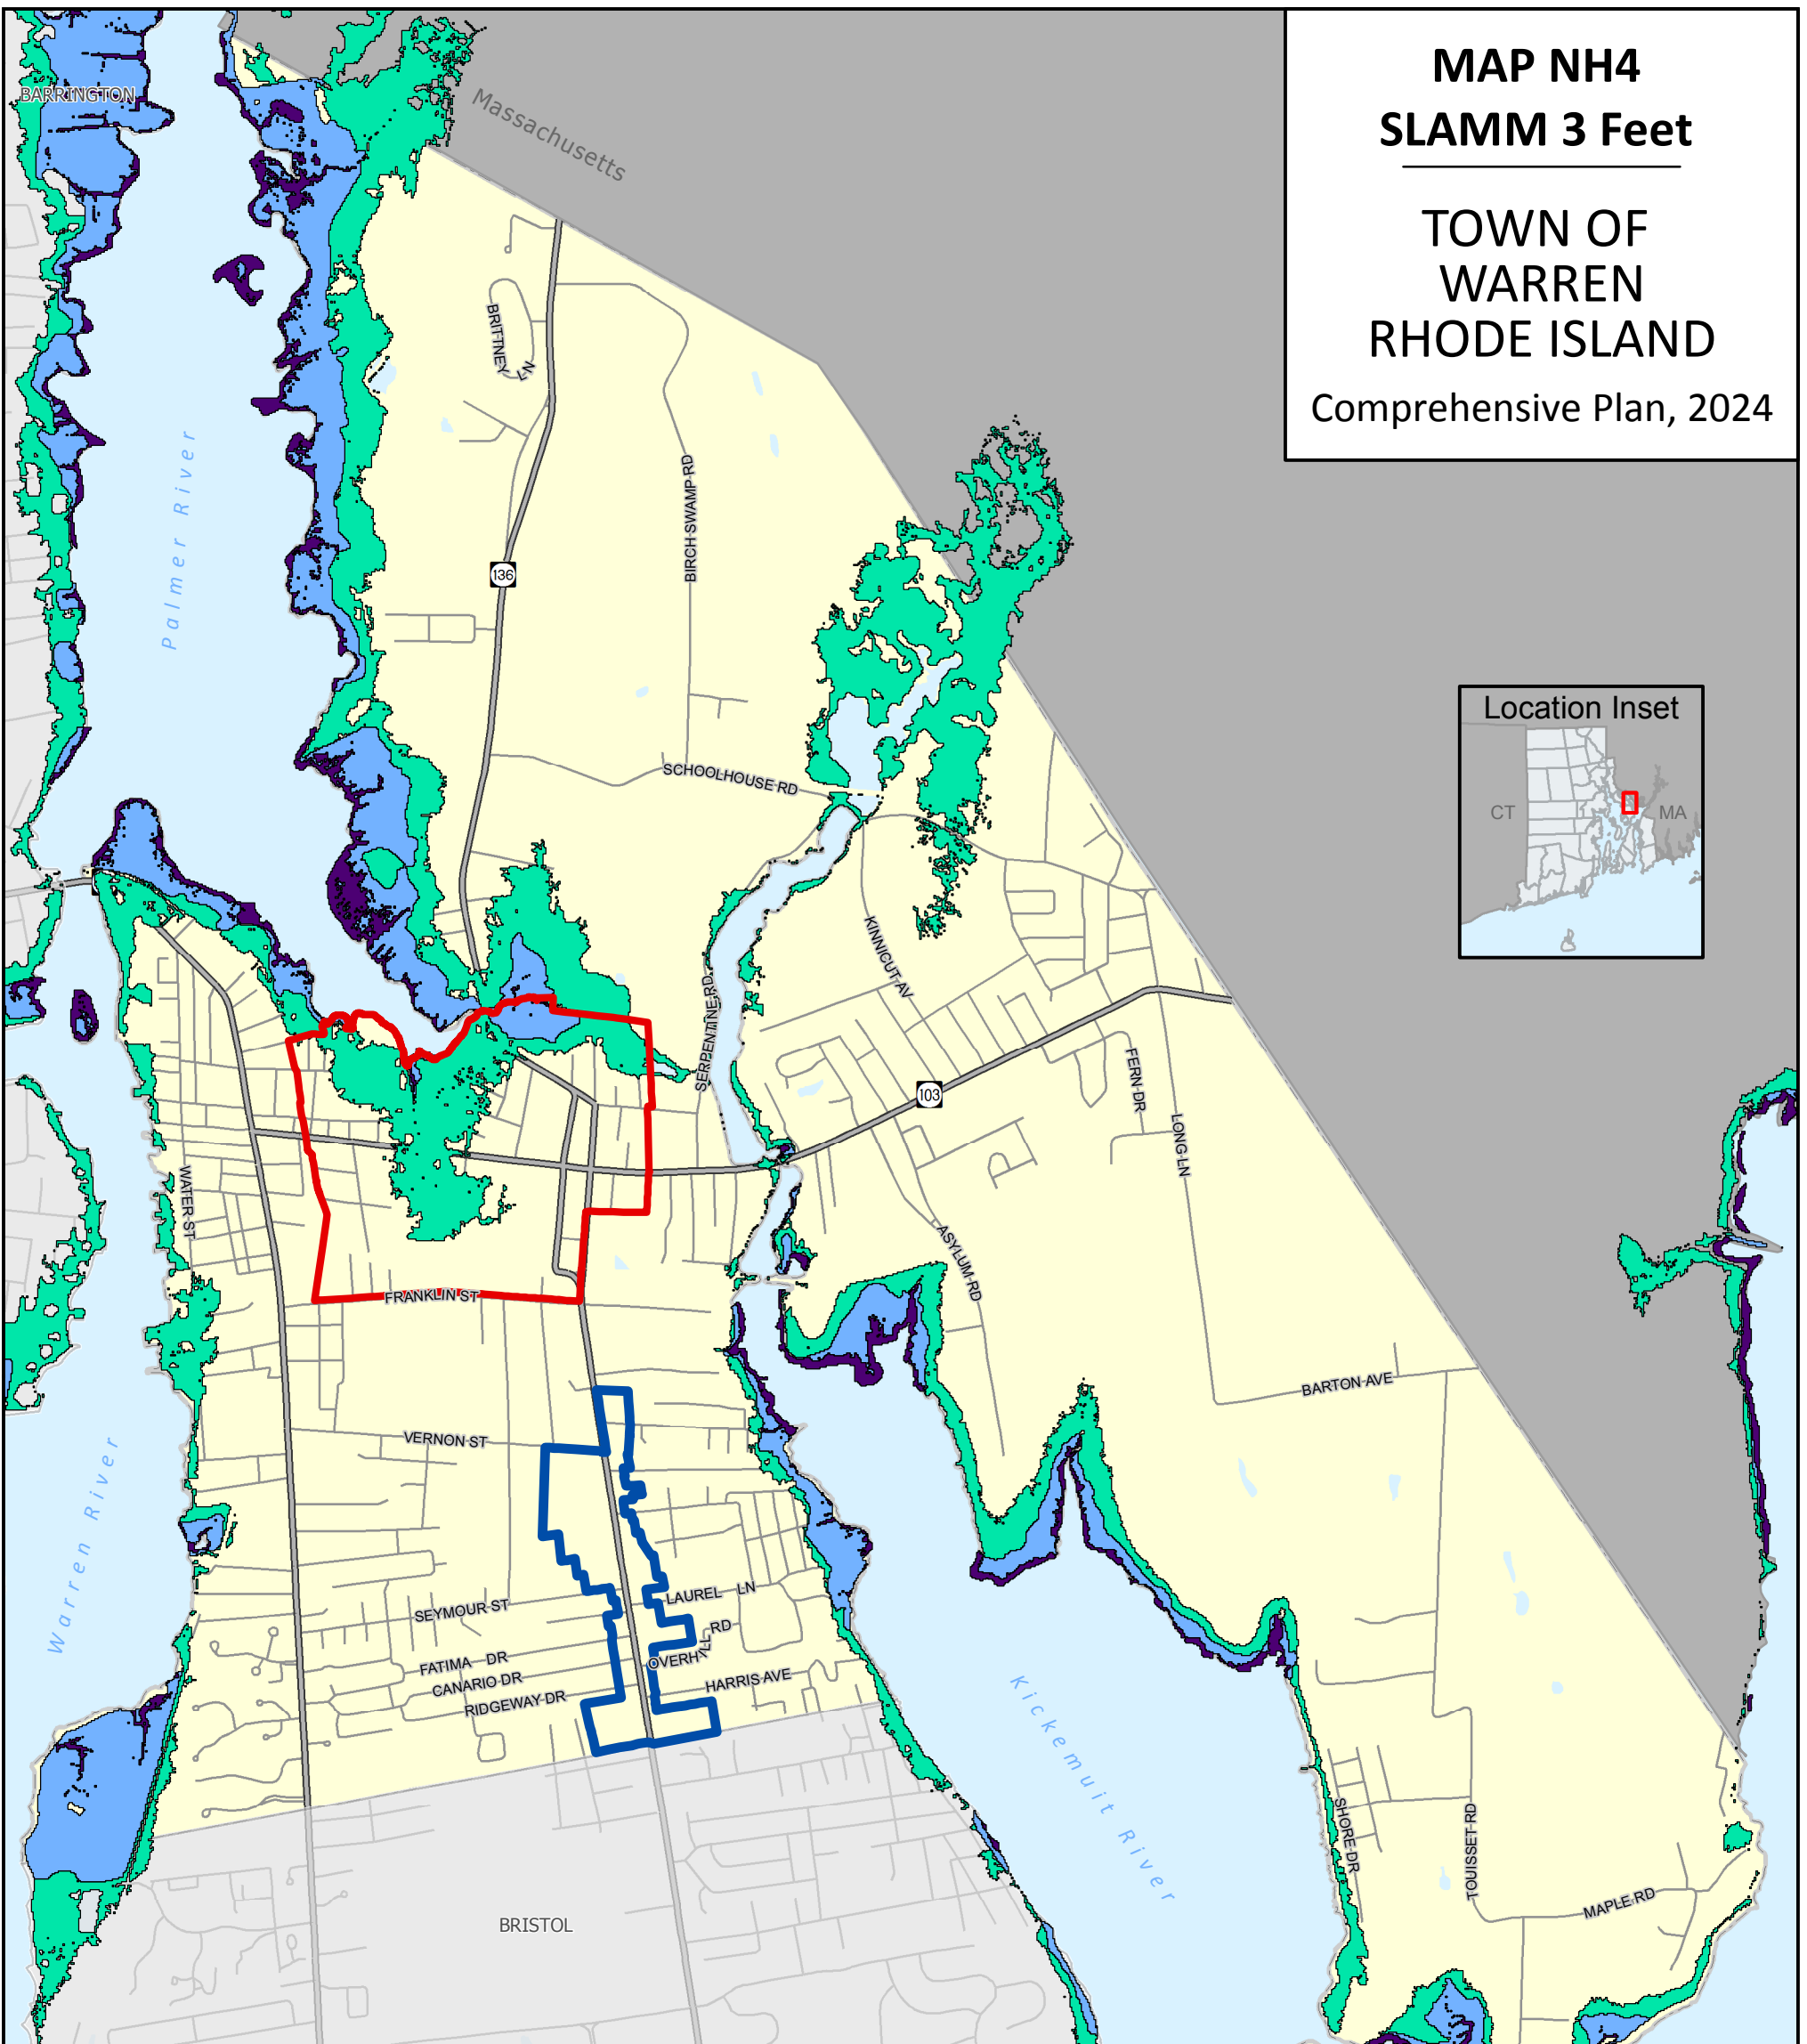 MAP NH4
SLAMM 3 Feet
TOWN OF
WARREN
RHODE ISLAND
Comprehensive Plan, 2024
BARRINGTON
Massachusetts
BRITTNEY LN
Palmer River
BIRCH SWAMP RD
136
SCHOOLHOUSE RD
Location Inset
CT
MA
KINNICUT AV
SERPENTINE RD
103
FERN DR
LONG LN
WATER ST
ASYLUM RD
FRANKLIN ST
BARTON AVE
VERNON ST
Warren River
LAUREL LN
SEYMOUR ST
OVERHILL RD
FATIMA DR
CANARIO DR
HARRIS AVE
RIDGEWAY DR
Kickemuit River
SHORE DR
TOUISSET RD
MAPLE RD
BRISTOL